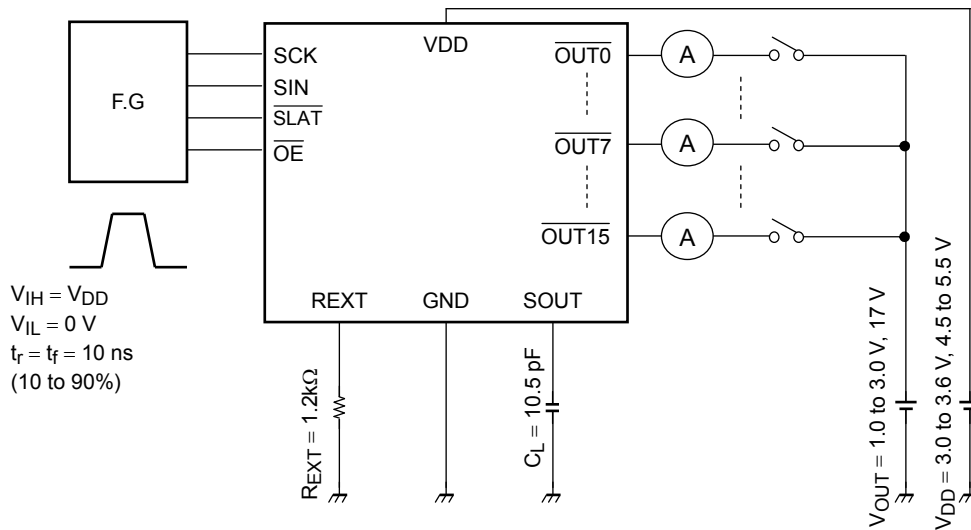 VDD
F.G
SCK
SIN
SLAT
OE
OUT0
A
OUT7
A
OUT15
A
VIH = VDD
VIL = 0 V
tr = tf = 10 ns
(10 to 90%)
REXT
GND
SOUT
REXT = 1.2kΩ
CL = 10.5 pF
VOUT = 1.0 to 3.0 V, 17 V
VDD = 3.0 to 3.6 V, 4.5 to 5.5 V